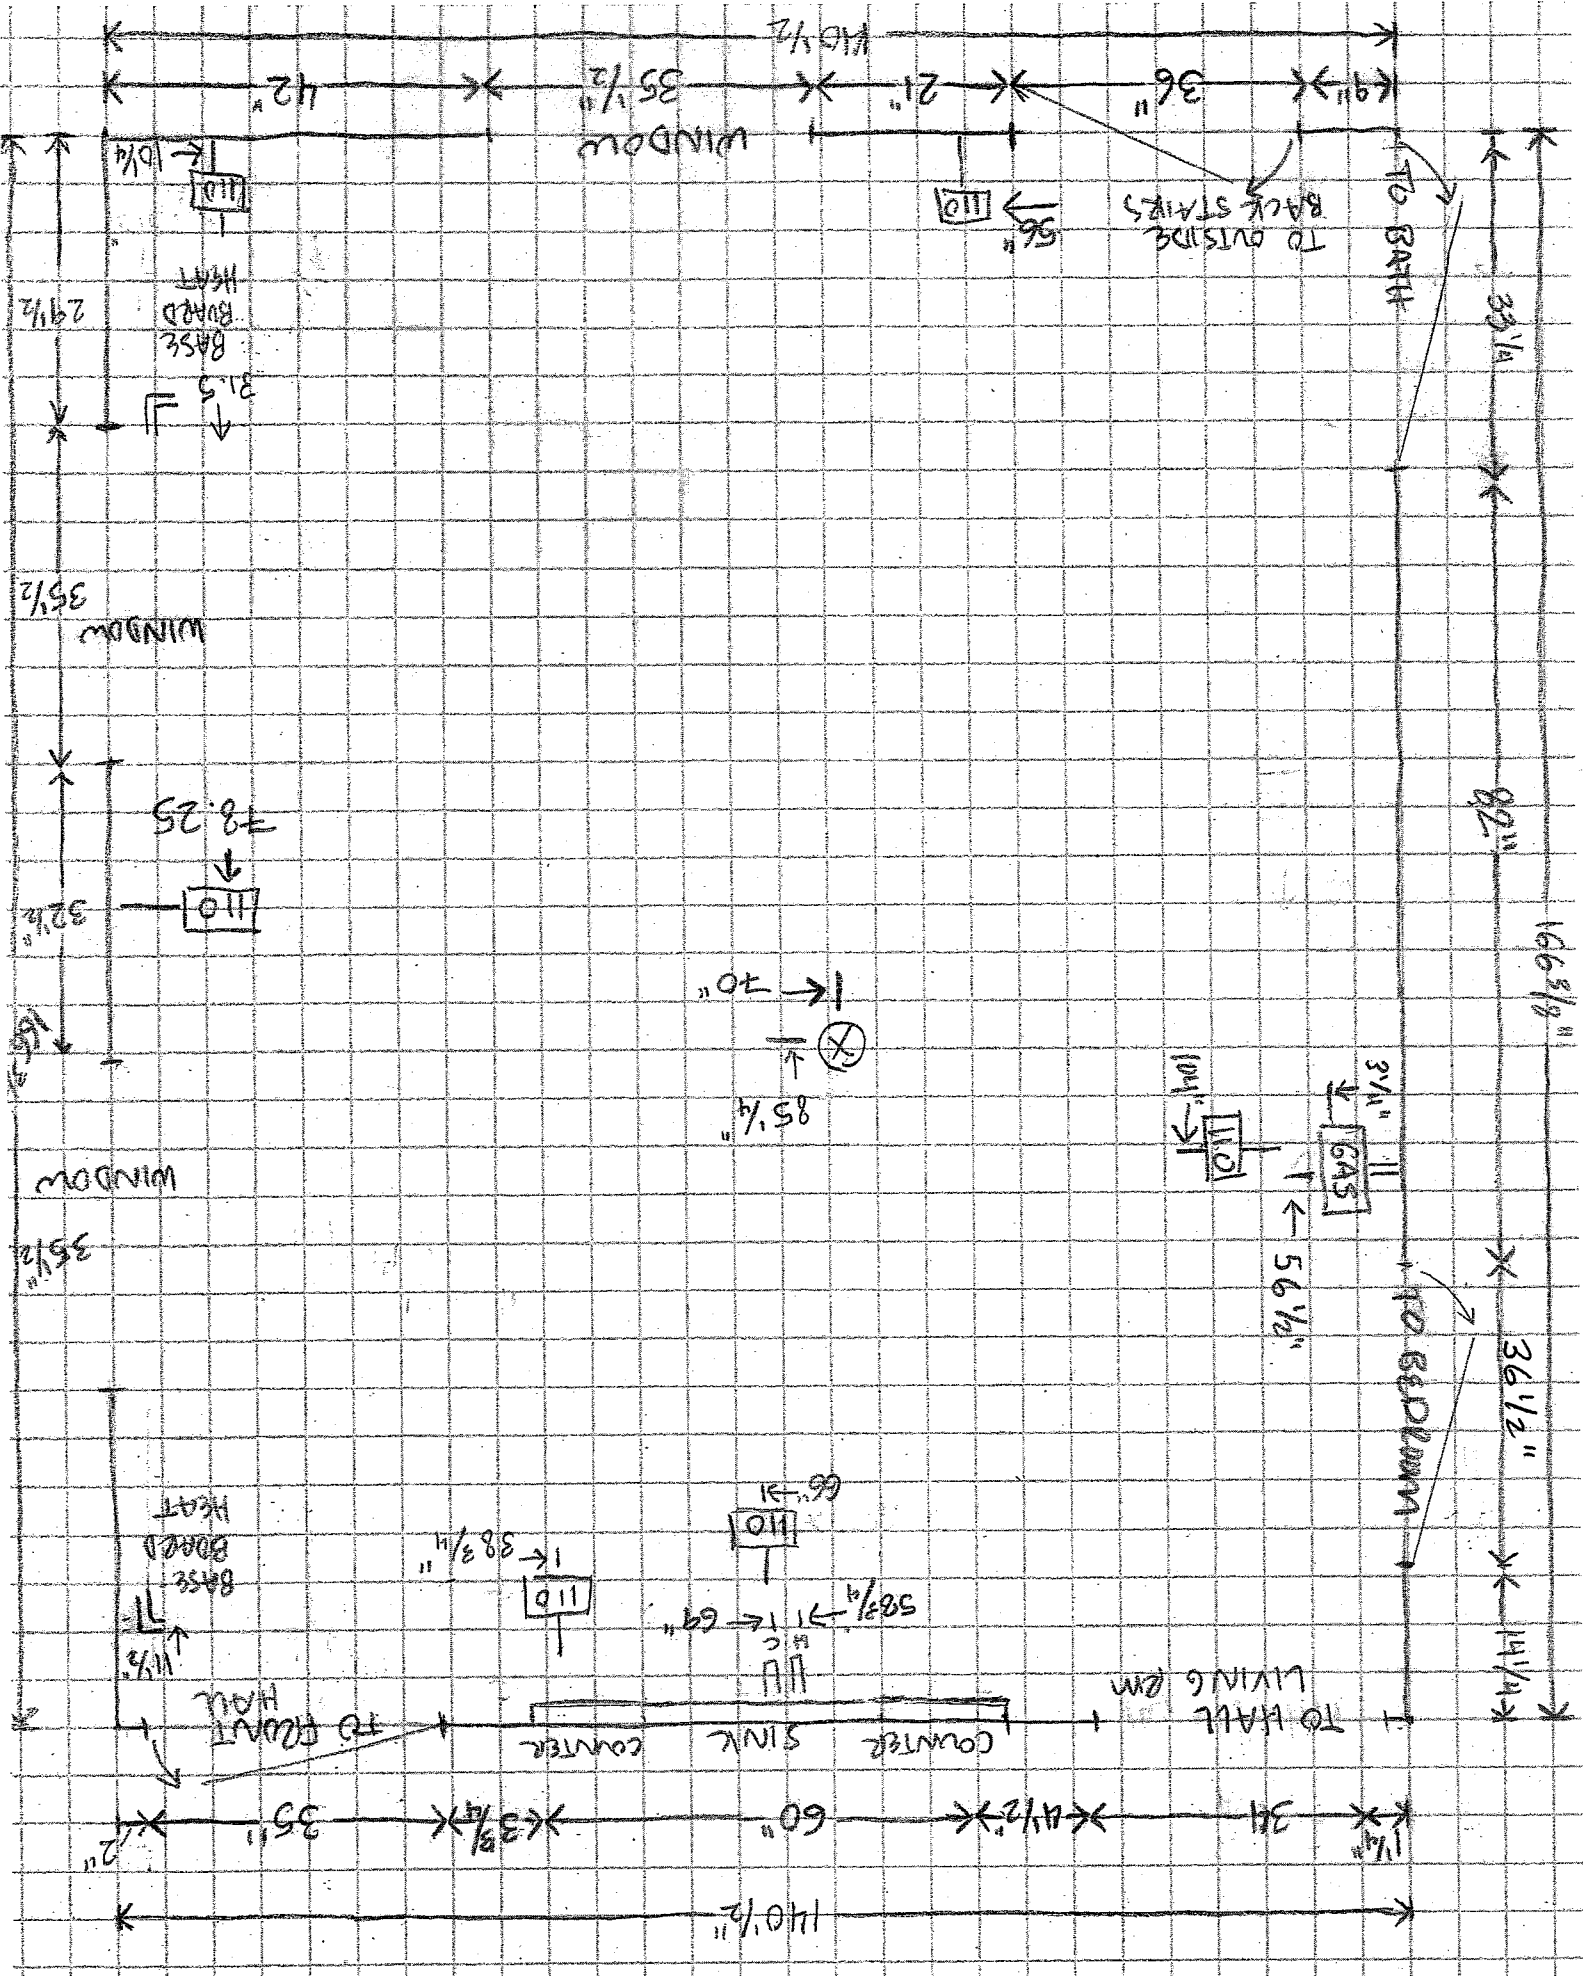 140 1/2"
1 1/4"
34
4 1/2"
60"
3 3/4
35"
2"
TO HALL
LIVING RM
COUNTER
SINK
COUNTER
TO FRONT
HALL
H C
58 3/4
69"
110
66"
110
38 3/4"
11 1/2"
BASE
BOARD
HEAT
14 1/4
36 1/2"
TO BEDROOM
35 1/2"
WINDOW
56 1/2"
GAS
3 1/4"
110
104"
85 1/4"
70"
166 3/8"
82"
32 1/2"
110
78.25
WINDOW
35 1/2
31.5
BASE
BOARD
HEAT
29 1/2
33 1/4
TO BATH
TO OUTSIDE
BACK STAIRS
56"
110
110
10 1/4
WINDOW
9"
36"
21"
35 1/2"
42"
140 1/2